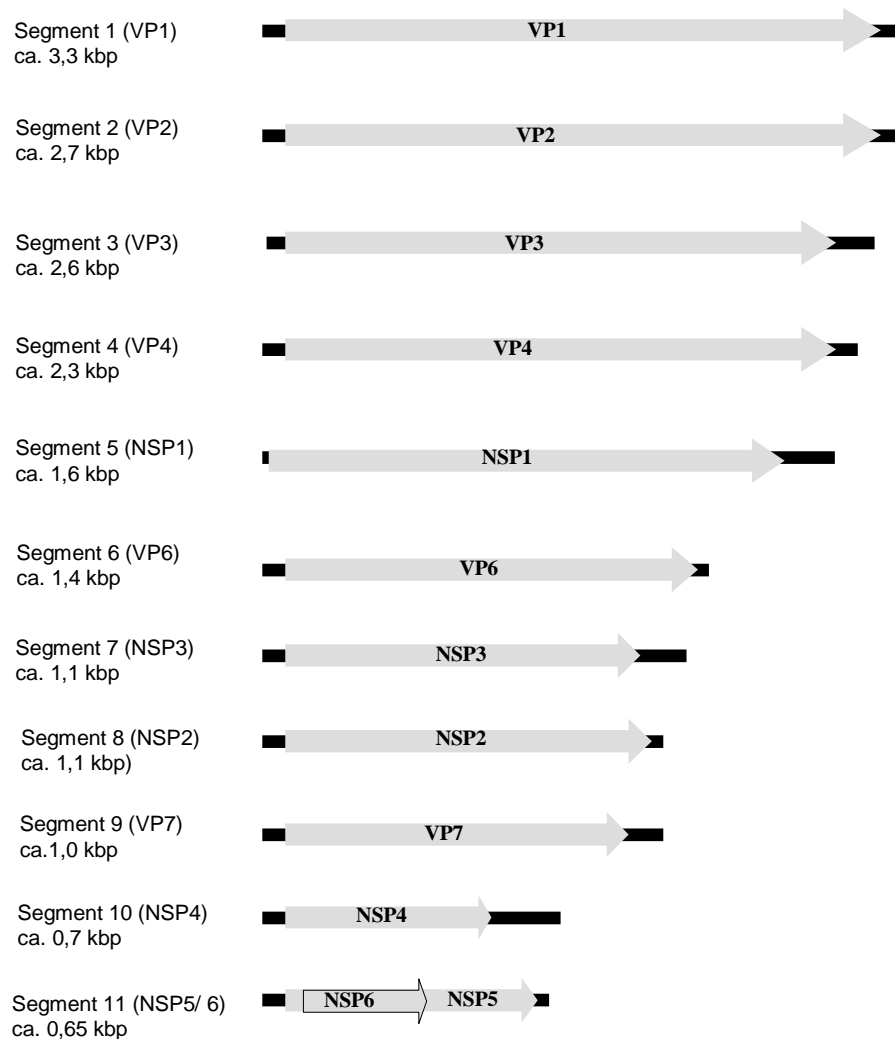 Segment 1 (VP1)
ca. 3,3 kbp
VP1
Segment 2 (VP2)
ca. 2,7 kbp
VP2
Segment 3 (VP3)
ca. 2,6 kbp
VP3
Segment 4 (VP4)
ca. 2,3 kbp
VP4
Segment 5 (NSP1)
ca. 1,6 kbp
NSP1
Segment 6 (VP6)
ca. 1,4 kbp
VP6
Segment 7 (NSP3)
ca. 1,1 kbp
NSP3
Segment 8 (NSP2)
ca. 1,1 kbp)
NSP2
Segment 9 (VP7)
ca.1,0 kbp
VP7
Segment 10 (NSP4)
ca. 0,7 kbp
NSP4
Segment 11 (NSP5/ 6)
ca. 0,65 kbp
NSP6 NSP5